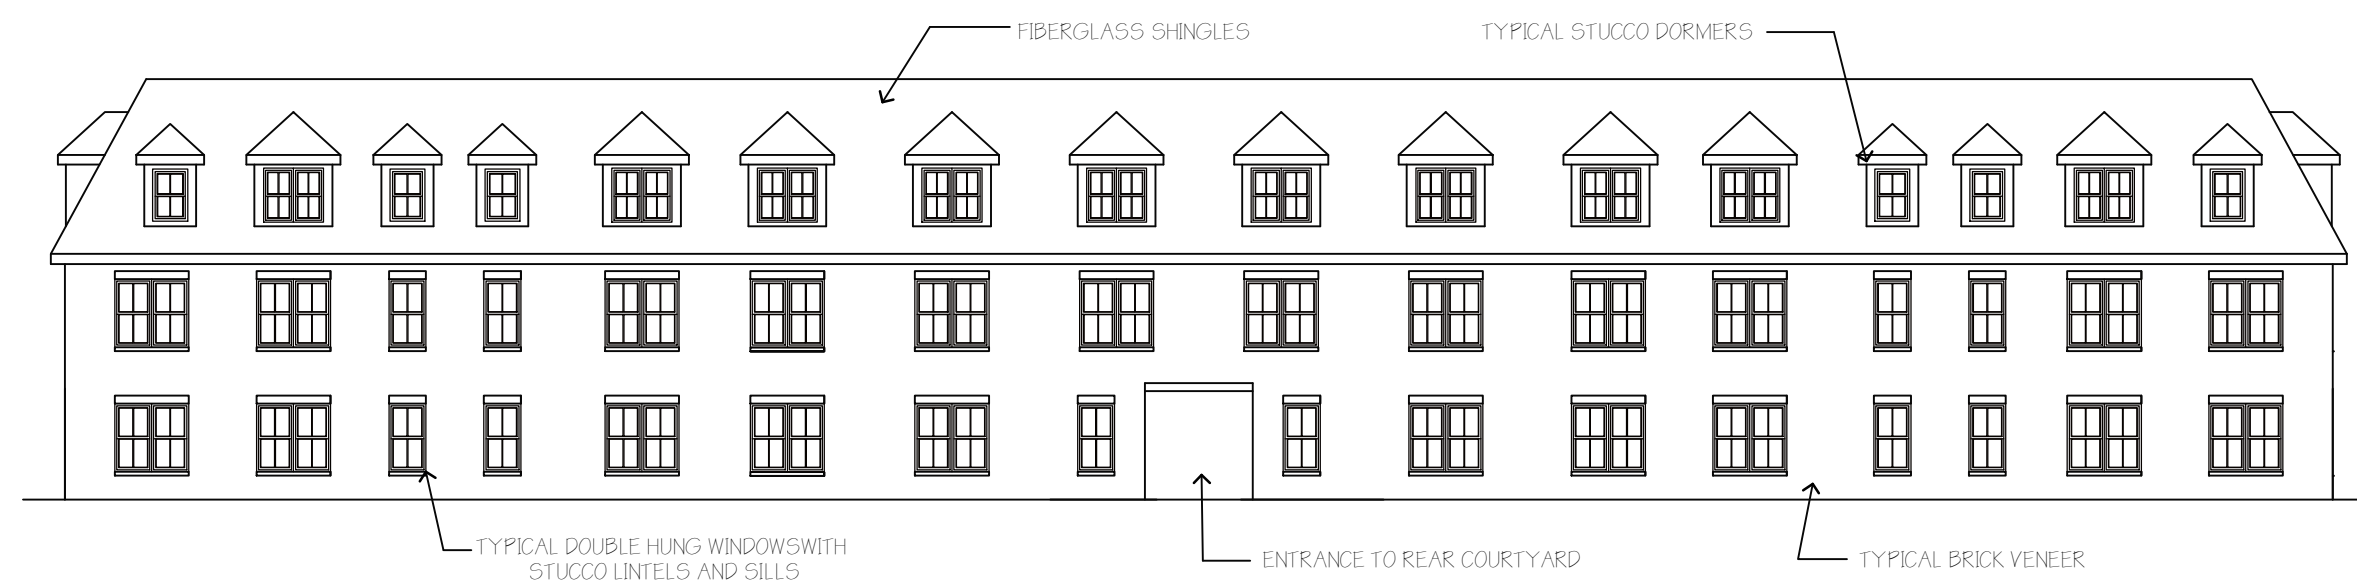 FIBERGLASS SHINGLES
TYPICAL STUCCO DORMERS
TYPICAL DOUBLE HUNG WINDOWSWITH
STUCCO LINTELS AND SILLS
ENTRANCE TO REAR COURTYARD
TYPICAL BRICK VENEER